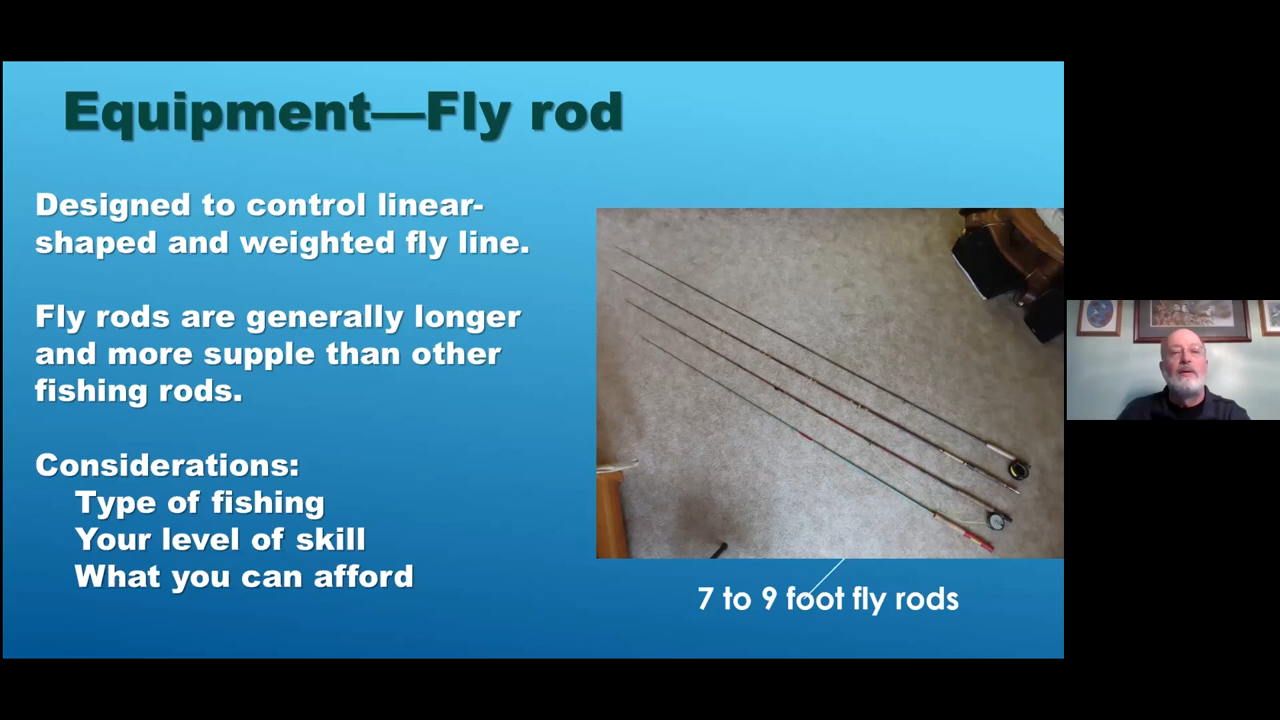 Equipment—Fly rod
Designed to control linear-
shaped and weighted fly line.
Fly rods are generally longer
and more supple than other
fishing rods.
Considerations:
Type of fishing
Your level of skill
What you can afford
7 to 9 foot fly rods